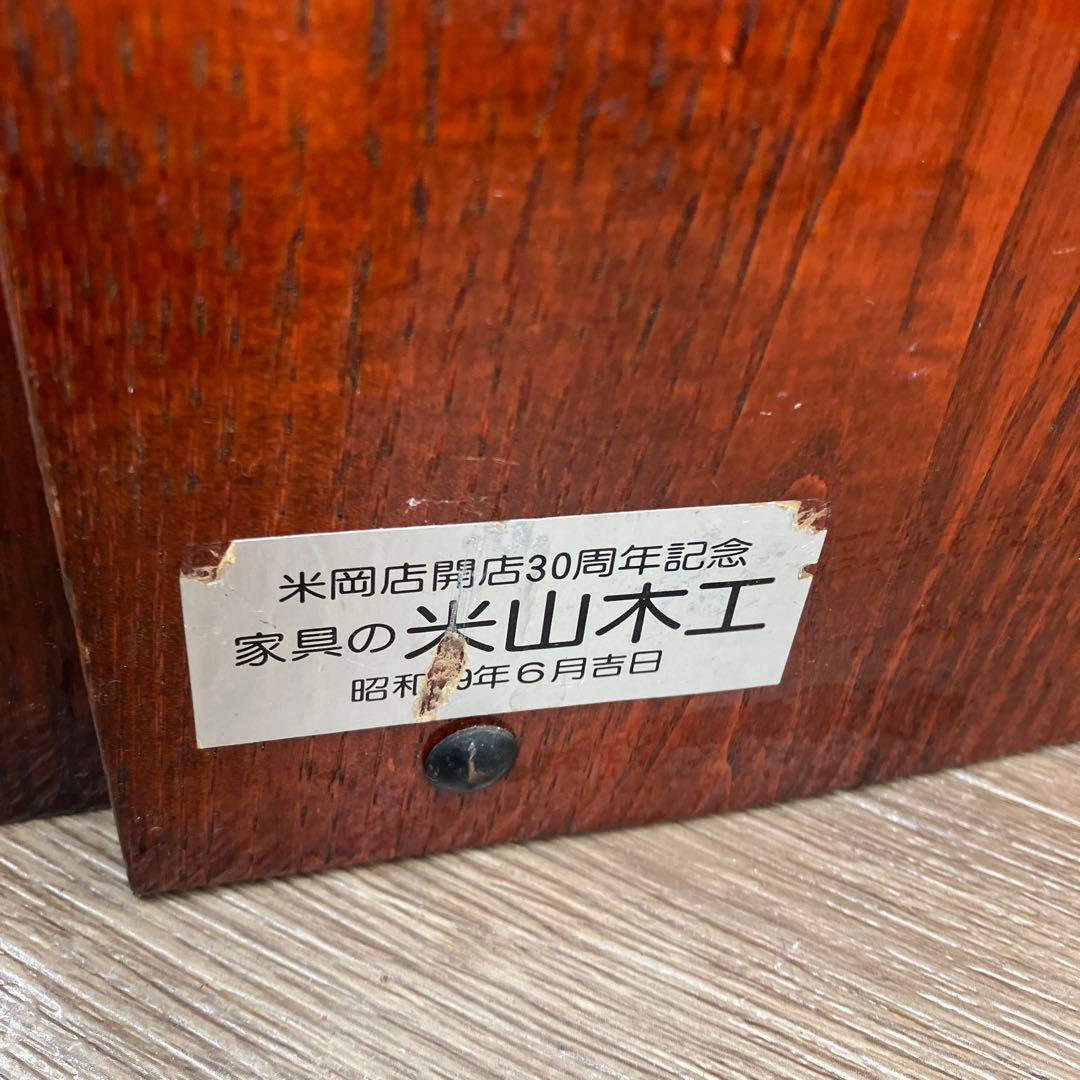 米岡店開店30周年記念
家具の米山木工
昭和 9年6月吉日